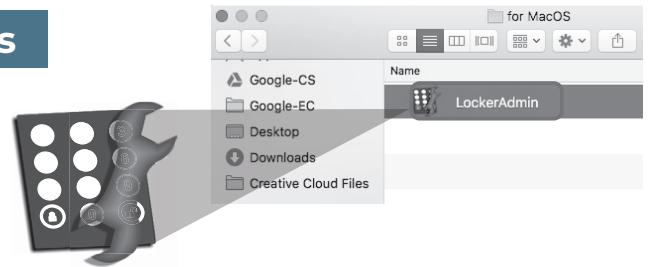 s
for MacOS
Name
Google-CS
LockerAdmin
Google-EC
Desktop
Downloads
Creative Cloud Files